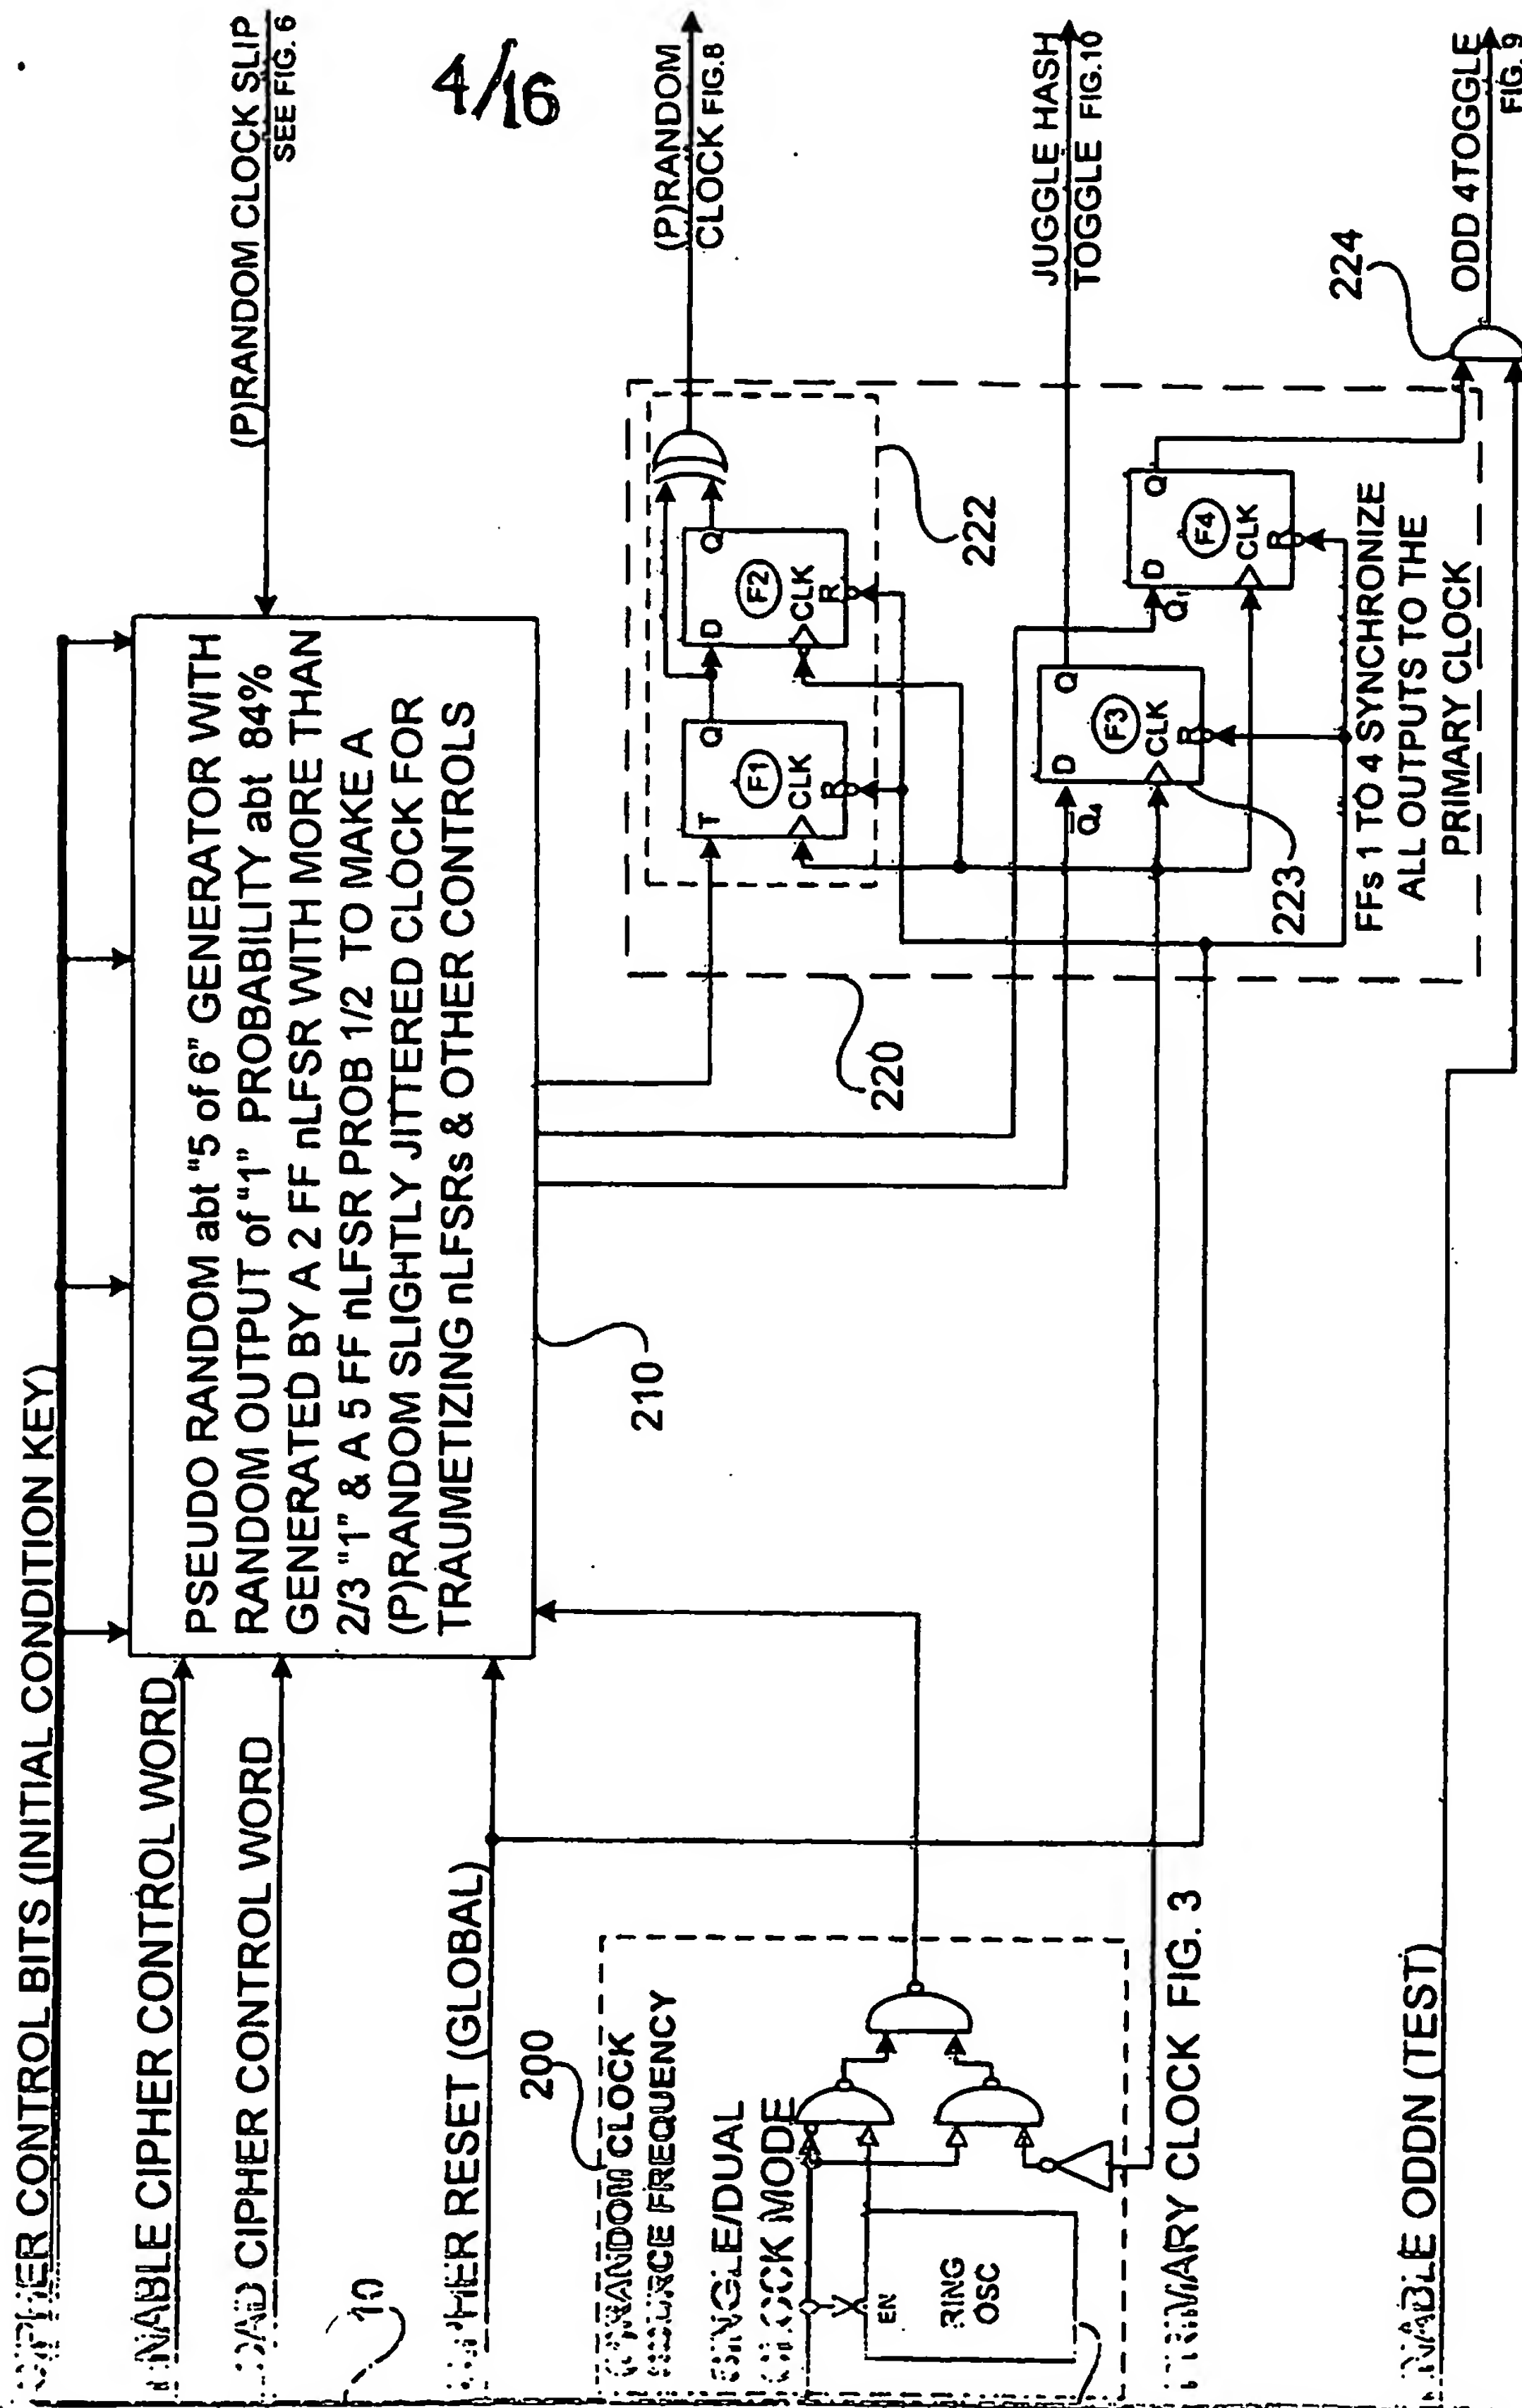 4/16
CONTROL BITS (INITIAL CONDITION KEY)
CIPHER CONTROL WORD
CIPHER CONTROL WORD
RESET (GLOBAL)
10
(P)RANDOM CLOCK SLIP
SEE FIG. 6
PSEUDO RANDOM abt "5 of 6" GENERATOR WITH
RANDOM OUTPUT of "1" PROBABILITY abt 84%
GENERATED BY A 2 FF nLFSR WITH MORE THAN
2/3 "1" & A 5 FF nLFSR PROB 1/2 TO MAKE A
(P)RANDOM SLIGHTLY JITTERED CLOCK FOR
TRAUMETIZING nLFSRs & OTHER CONTROLS
210
200
CLOCK
FREQUENCY
SINGLE/DUAL
CLOCK MODE
EN
RING
OSC
PRIMARY CLOCK FIG. 3
ODDN (TEST)
220
T
Q
F1
CLK
R
D
Q
F2
CLK
R
222
(P)RANDOM
CLOCK FIG.8
D
Q
Q4
F3
CLK
R
223
D
Q
Q1
F4
CLK
R
JUGGLE HASH
TOGGLE FIG.10
FFs 1 TO 4 SYNCHRONIZE
ALL OUTPUTS TO THE
PRIMARY CLOCK
224
ODD 4TOGGLE
FIG. 9